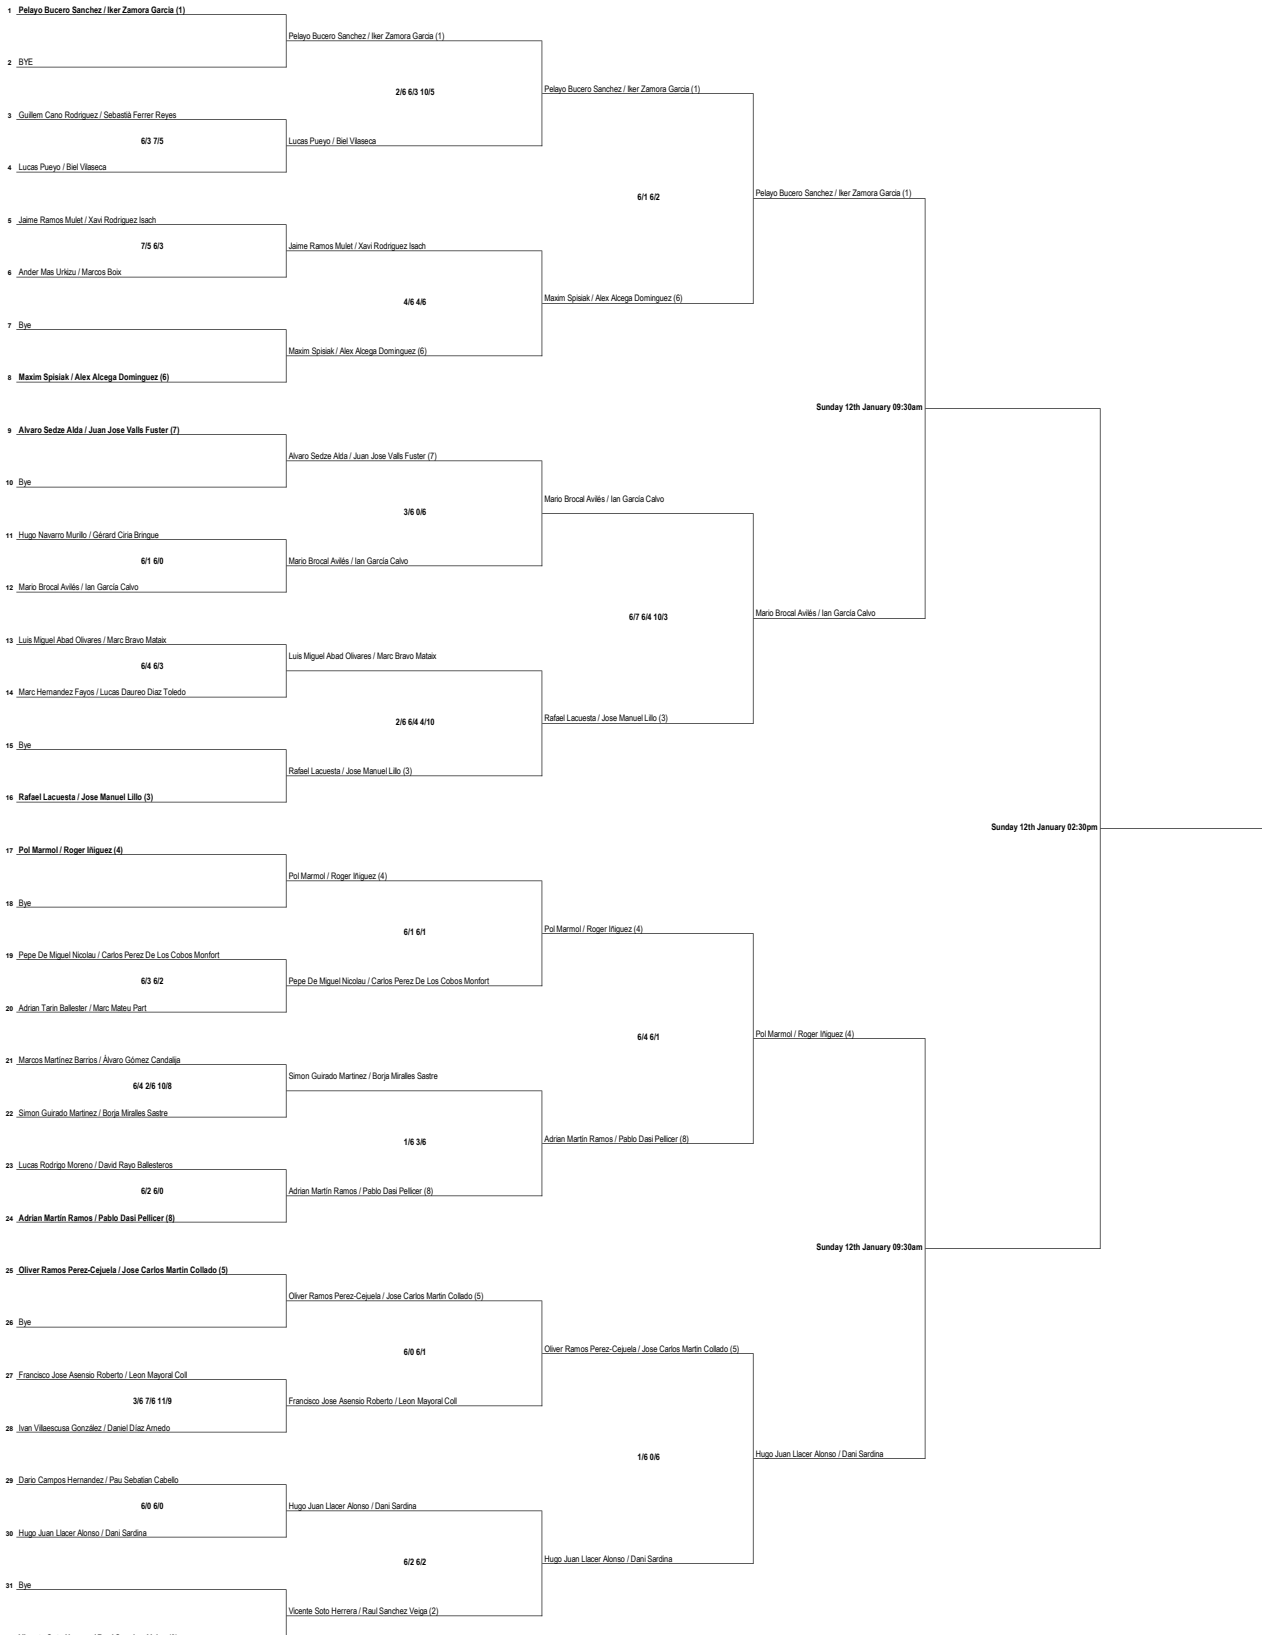 1 Pelayo Bucero Sanchez / Iker Zamora Garcia (1)
Pelayo Bucero Sanchez / Iker Zamora Garcia (1)
2 BYE
2/6 6/3 10/5
Pelayo Bucero Sanchez / Iker Zamora Garcia (1)
3 Guillem Cano Rodriguez / Sebastià Ferrer Reyes
6/3 7/5
Lucas Pueyo / Biel Vilaseca
4 Lucas Pueyo / Biel Vilaseca
6/1 6/2
Pelayo Bucero Sanchez / Iker Zamora Garcia (1)
5 Jaime Ramos Mulet / Xavi Rodriguez Isach
7/5 6/3
Jaime Ramos Mulet / Xavi Rodriguez Isach
6 Ander Mas Urkizu / Marcos Boix
4/6 4/6
Maxim Spisiak / Alex Alcega Dominguez (6)
7 Bye
Maxim Spisiak / Alex Alcega Dominguez (6)
8 Maxim Spisiak / Alex Alcega Dominguez (6)
Sunday 12th January 09:30am
9 Alvaro Sedze Alda / Juan Jose Valls Fuster (7)
Alvaro Sedze Alda / Juan Jose Valls Fuster (7)
10 Bye
Mario Brocal Avilés / Ian García Calvo
3/6 0/6
11 Hugo Navarro Murillo / Gérard Ciria Bringue
6/1 6/0
Mario Brocal Avilés / Ian García Calvo
12 Mario Brocal Avilés / Ian García Calvo
6/7 6/4 10/3
Mario Brocal Avilés / Ian García Calvo
13 Luis Miguel Abad Olivares / Marc Bravo Mataix
6/4 6/3
Luis Miguel Abad Olivares / Marc Bravo Mataix
14 Marc Hernandez Fayos / Lucas Daureo Diaz Toledo
2/6 6/4 4/10
Rafael Lacuesta / Jose Manuel Lillo (3)
15 Bye
Rafael Lacuesta / Jose Manuel Lillo (3)
16 Rafael Lacuesta / Jose Manuel Lillo (3)
Sunday 12th January 02:30pm
17 Pol Marmol / Roger Iñiguez (4)
Pol Marmol / Roger Iñiguez (4)
18 Bye
6/1 6/1
Pol Marmol / Roger Iñiguez (4)
19 Pepe De Miguel Nicolau / Carlos Perez De Los Cobos Monfort
6/3 6/2
Pepe De Miguel Nicolau / Carlos Perez De Los Cobos Monfort
20 Adrian Tarin Ballester / Marc Mateu Part
6/4 6/1
Pol Marmol / Roger Iñiguez (4)
21 Marcos Martínez Barrios / Álvaro Gómez Candalija
6/4 2/6 10/8
Simon Guirado Martinez / Borja Miralles Sastre
22 Simon Guirado Martinez / Borja Miralles Sastre
1/6 3/6
Adrian Martín Ramos / Pablo Dasi Pellicer (8)
23 Lucas Rodrigo Moreno / David Rayo Ballesteros
6/2 6/0
Adrian Martín Ramos / Pablo Dasi Pellicer (8)
24 Adrian Martín Ramos / Pablo Dasi Pellicer (8)
Sunday 12th January 09:30am
25 Oliver Ramos Perez-Cejuela / Jose Carlos Martin Collado (5)
Oliver Ramos Perez-Cejuela / Jose Carlos Martin Collado (5)
26 Bye
6/0 6/1
Oliver Ramos Perez-Cejuela / Jose Carlos Martin Collado (5)
27 Francisco Jose Asensio Roberto / Leon Mayoral Coll
3/6 7/6 11/9
Francisco Jose Asensio Roberto / Leon Mayoral Coll
28 Ivan Villaescusa González / Daniel Díaz Arnedo
1/6 0/6
Hugo Juan Llacer Alonso / Dani Sardina
29 Dario Campos Hernandez / Pau Sebatian Cabello
6/0 6/0
Hugo Juan Llacer Alonso / Dani Sardina
30 Hugo Juan Llacer Alonso / Dani Sardina
6/2 6/2
Hugo Juan Llacer Alonso / Dani Sardina
31 Bye
Vicente Soto Herrera / Raul Sanchez Veiga (2)